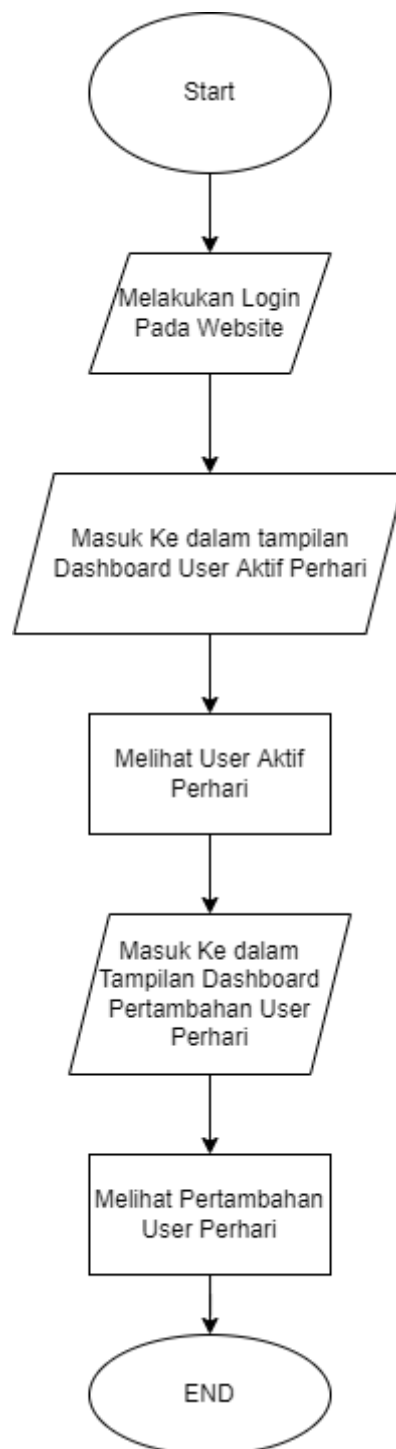 Start
Melakukan Login
Pada Website
Masuk Ke dalam tampilan
Dashboard User Aktif Perhari
Melihat User Aktif
Perhari
Masuk Ke dalam
Tampilan Dashboard
Pertambahan User
Perhari
Melihat Pertambahan
User Perhari
END